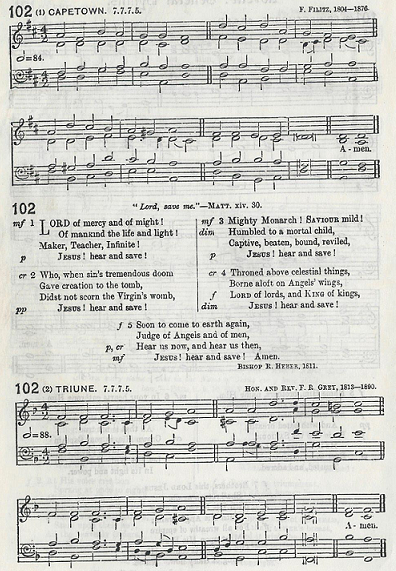 102 (1) CAPETOWN. 7.7.7.5. F. FILITZ, 1804—1876.
=84.
A - men.
102
" Lord, save me."—MATT. xiv. 30.
mf 1 LORD of mercy and of might!
Of mankind the life and light!
Maker, Teacher, Infinite!
p JESUS! hear and save!
cr 2 Who, when sin's tremendous doom
Gave creation to the tomb,
Didst not scorn the Virgin's womb,
pp JESUS! hear and save!
mf 3 Mighty Monarch! SAVIOUR mild!
dim Humbled to a mortal child,
Captive, beaten, bound, reviled,
p JESUS! hear and save!
cr 4 Throned above celestial things,
Borne aloft on Angels' wings,
f LORD of lords, and KING of kings,
dim JESUS! hear and save!
f 5 Soon to come to earth again,
Judge of Angels and of men,
p, cr Hear us now, and hear us then,
mf JESUS! hear and save! Amen.
BISHOP R. HEBER, 1811.
102 (2) TRIUNE. 7.7.7.5. HON. AND REV. F. R. GREY, 1813—1890.
=88.
A - men.